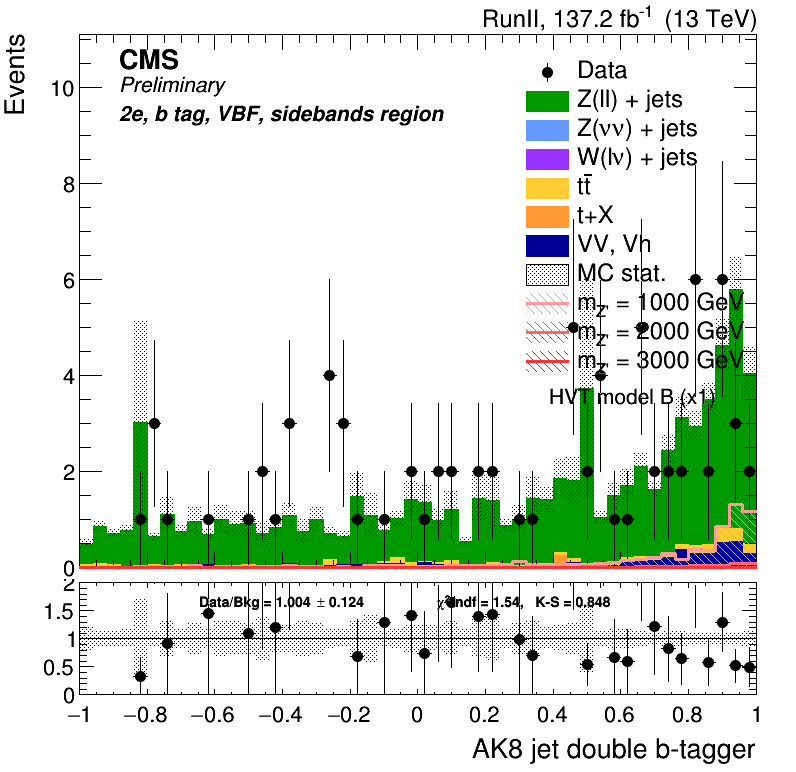 RunII, 137.2 fb⁻¹ (13 TeV)
Events
CMS
Preliminary
2e, b tag, VBF, sidebands region
Data
Z(ll) + jets
Z(νν) + jets
W(lν) + jets
tt̄
t+X
VV, Vh
MC stat.
m_Z' = 1000 GeV
m_Z' = 2000 GeV
m_Z' = 3000 GeV
HVT model B (x1)
10
8
6
4
2
0
Data/Bkg = 1.004 ± 0.124 χ²/ndf = 1.54, K-S = 0.848
2
1.5
1
0.5
0
−1 −0.8 −0.6 −0.4 −0.2 0 0.2 0.4 0.6 0.8 1
AK8 jet double b-tagger